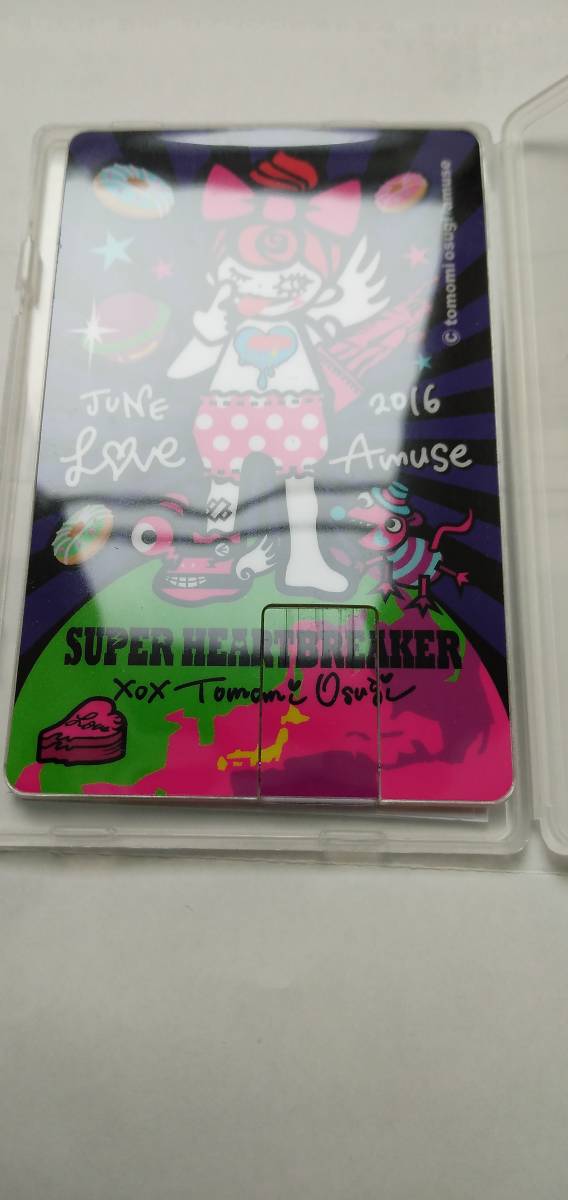 © tomomi osugi amuse
JUNE 2016
Love Amuse
SUPER HEARTBREAKER
xox Tomomi Osugi
Love